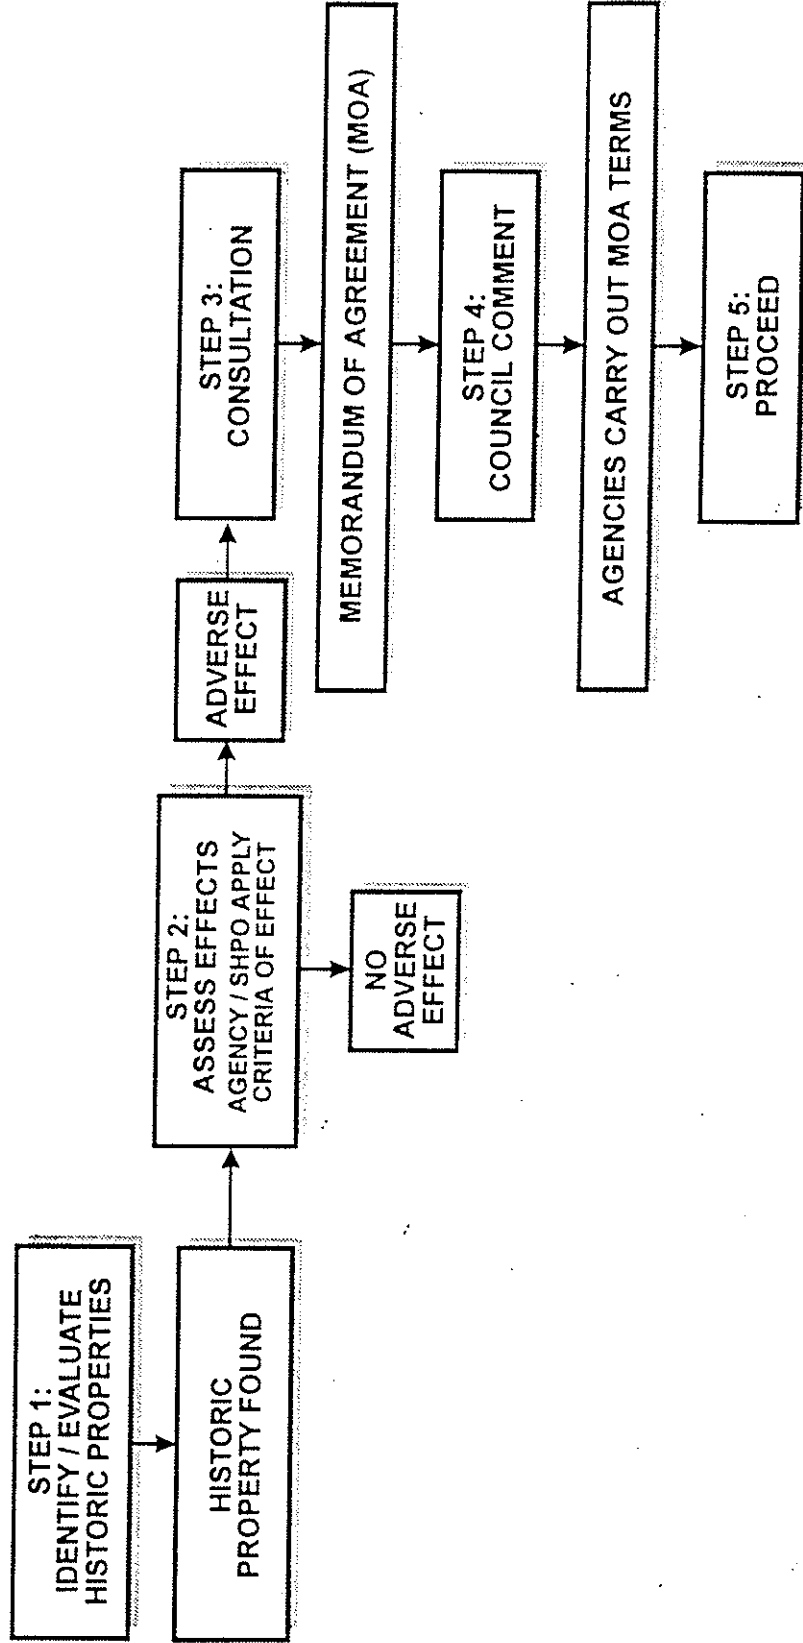 STEP 1:
IDENTIFY / EVALUATE
HISTORIC PROPERTIES
HISTORIC
PROPERTY FOUND
STEP 2:
ASSESS EFFECTS
AGENCY / SHPO APPLY
CRITERIA OF EFFECT
NO
ADVERSE
EFFECT
ADVERSE
EFFECT
STEP 3:
CONSULTATION
MEMORANDUM OF AGREEMENT (MOA)
STEP 4:
COUNCIL COMMENT
AGENCIES CARRY OUT MOA TERMS
STEP 5:
PROCEED